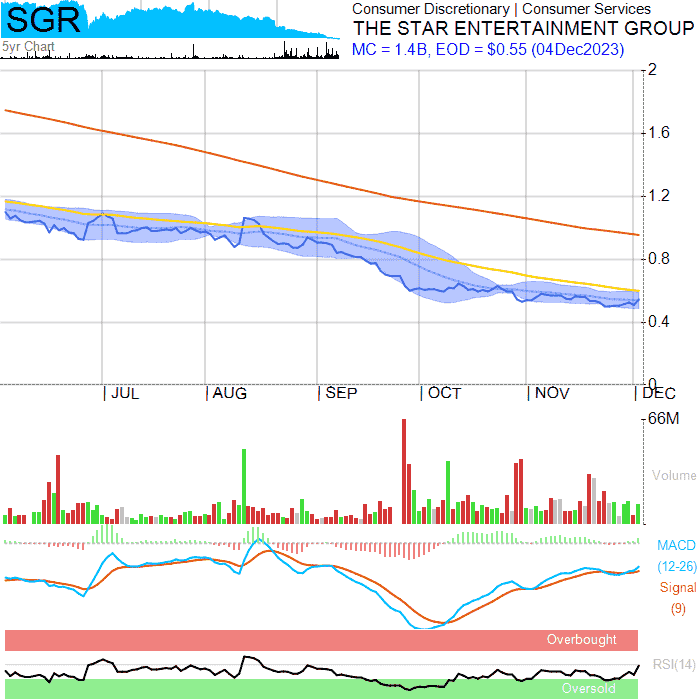 SGR
Consumer Discretionary | Consumer Services
THE STAR ENTERTAINMENT GROUP
MC = 1.4B, EOD = $0.55 (04Dec2023)
5yr Chart
2
1.6
1.2
0.8
0.4
0
JUL AUG SEP OCT NOV DEC
66M
Volume
MACD
(12-26)
Signal
(9)
Overbought
RSI(14)
Oversold